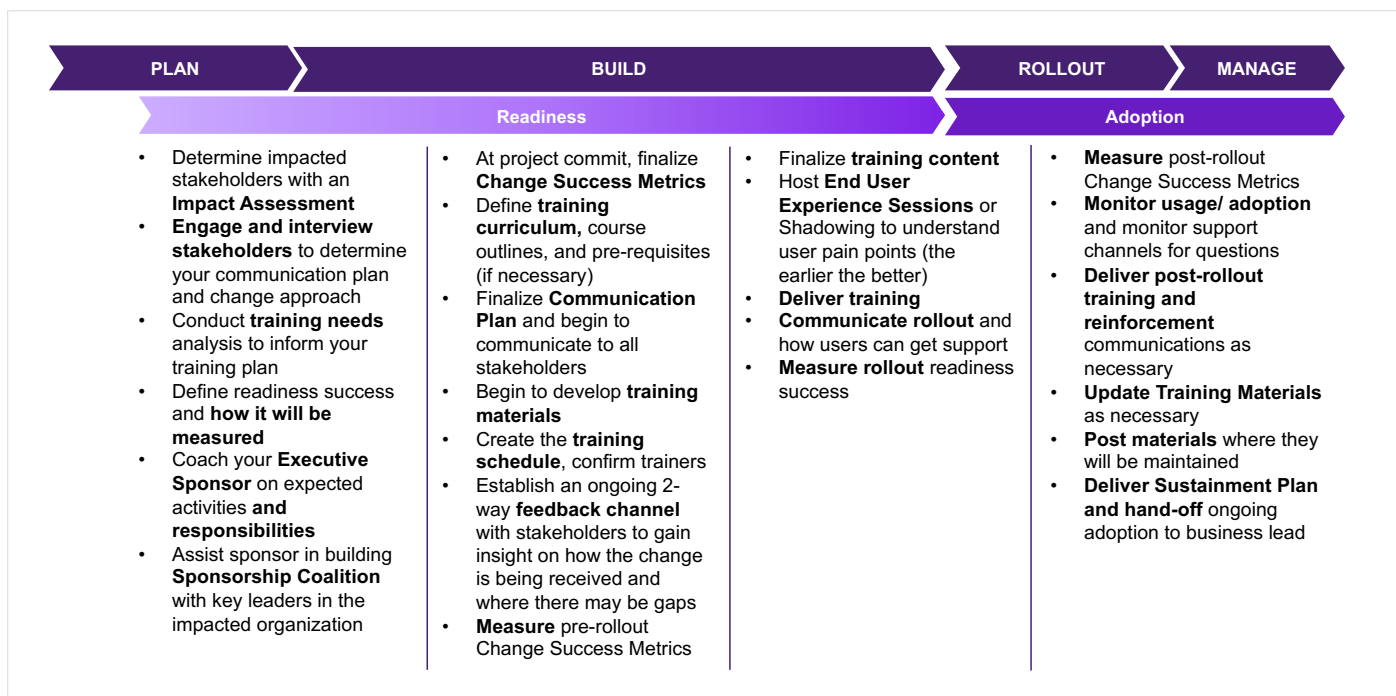 PLAN
BUILD
ROLLOUT
MANAGE
Readiness
Adoption
• Determine impacted
stakeholders with an
Impact Assessment
• Engage and interview
stakeholders to determine
your communication plan
and change approach
• Conduct training needs
analysis to inform your
training plan
• Define readiness success
and how it will be
measured
• Coach your Executive
Sponsor on expected
activities and
responsibilities
• Assist sponsor in building
Sponsorship Coalition
with key leaders in the
impacted organization
• At project commit, finalize
Change Success Metrics
• Define training
curriculum, course
outlines, and pre-requisites
(if necessary)
• Finalize Communication
Plan and begin to
communicate to all
stakeholders
• Begin to develop training
materials
• Create the training
schedule, confirm trainers
• Establish an ongoing 2-
way feedback channel
with stakeholders to gain
insight on how the change
is being received and
where there may be gaps
• Measure pre-rollout
Change Success Metrics
• Finalize training content
• Host End User
Experience Sessions or
Shadowing to understand
user pain points (the
earlier the better)
• Deliver training
• Communicate rollout and
how users can get support
• Measure rollout readiness
success
• Measure post-rollout
Change Success Metrics
• Monitor usage/ adoption
and monitor support
channels for questions
• Deliver post-rollout
training and
reinforcement
communications as
necessary
• Update Training Materials
as necessary
• Post materials where they
will be maintained
• Deliver Sustainment Plan
and hand-off ongoing
adoption to business lead